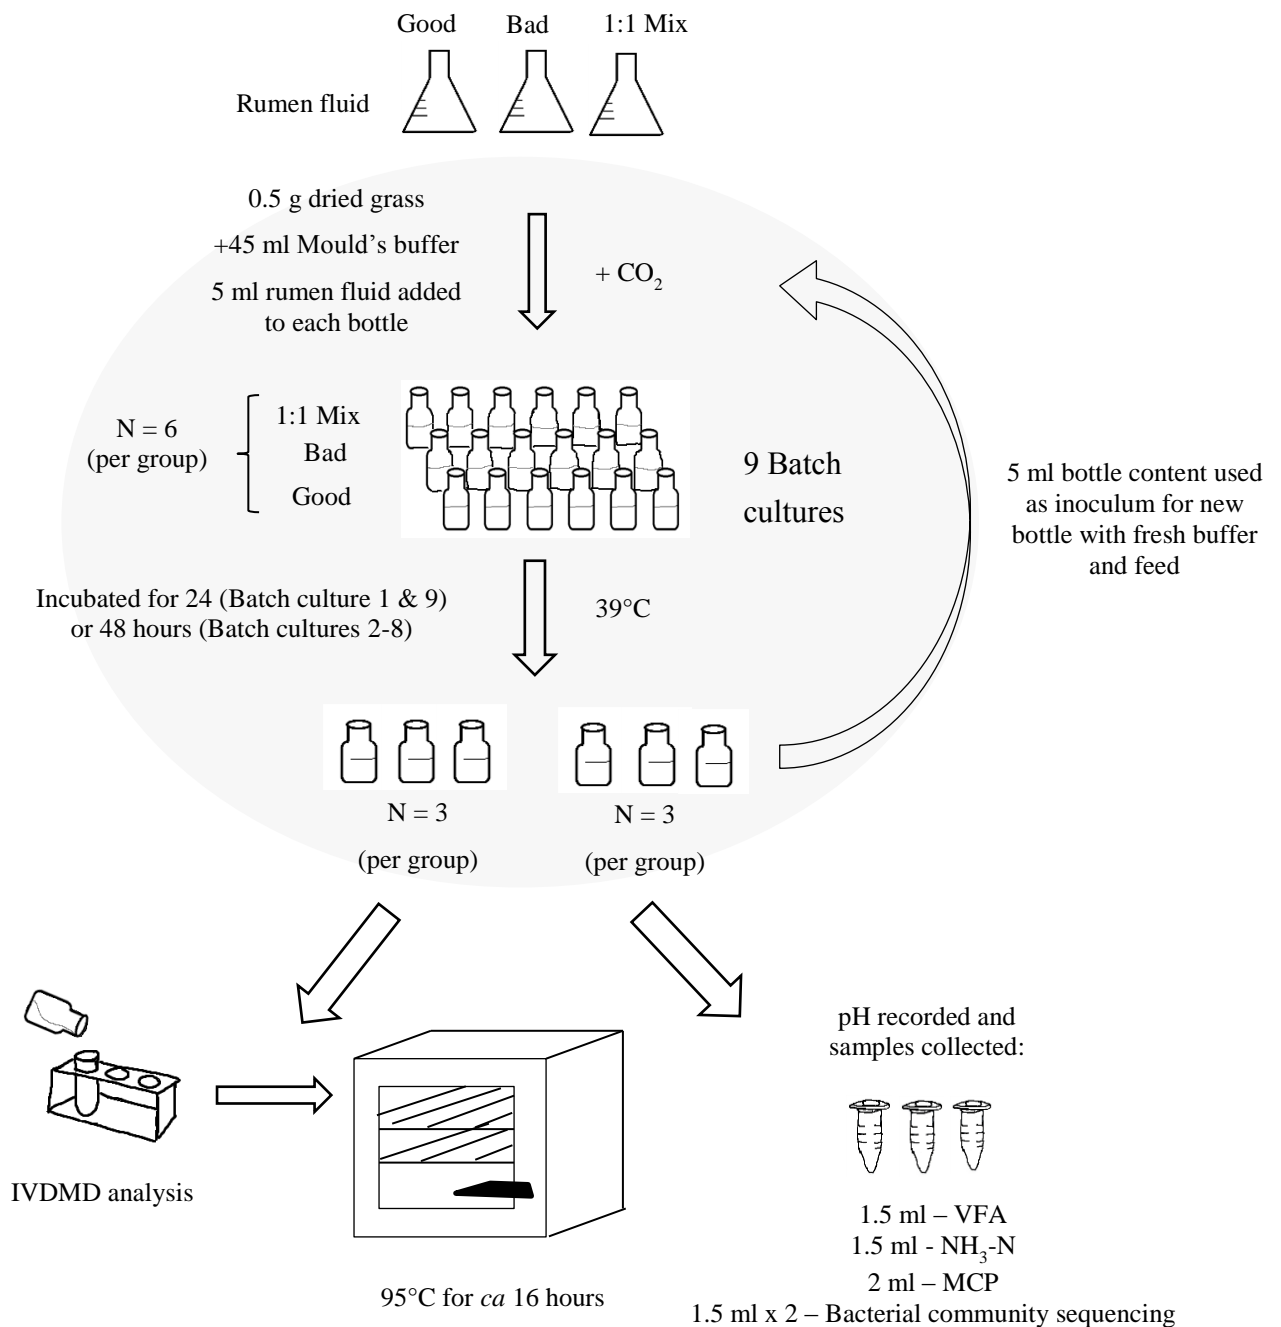 Good
Bad
1:1 Mix
Rumen fluid
0.5 g dried grass
+45 ml Mould’s buffer
5 ml rumen fluid added
to each bottle
+ CO₂
N = 6
(per group)
1:1 Mix
Bad
Good
9 Batch
cultures
5 ml bottle content used
as inoculum for new
bottle with fresh buffer
and feed
Incubated for 24 (Batch culture 1 & 9)
or 48 hours (Batch cultures 2-8)
39°C
N = 3
(per group)
N = 3
(per group)
pH recorded and
samples collected:
IVDMD analysis
1.5 ml – VFA
1.5 ml - NH₃-N
2 ml – MCP
1.5 ml x 2 – Bacterial community sequencing
95°C for ca 16 hours